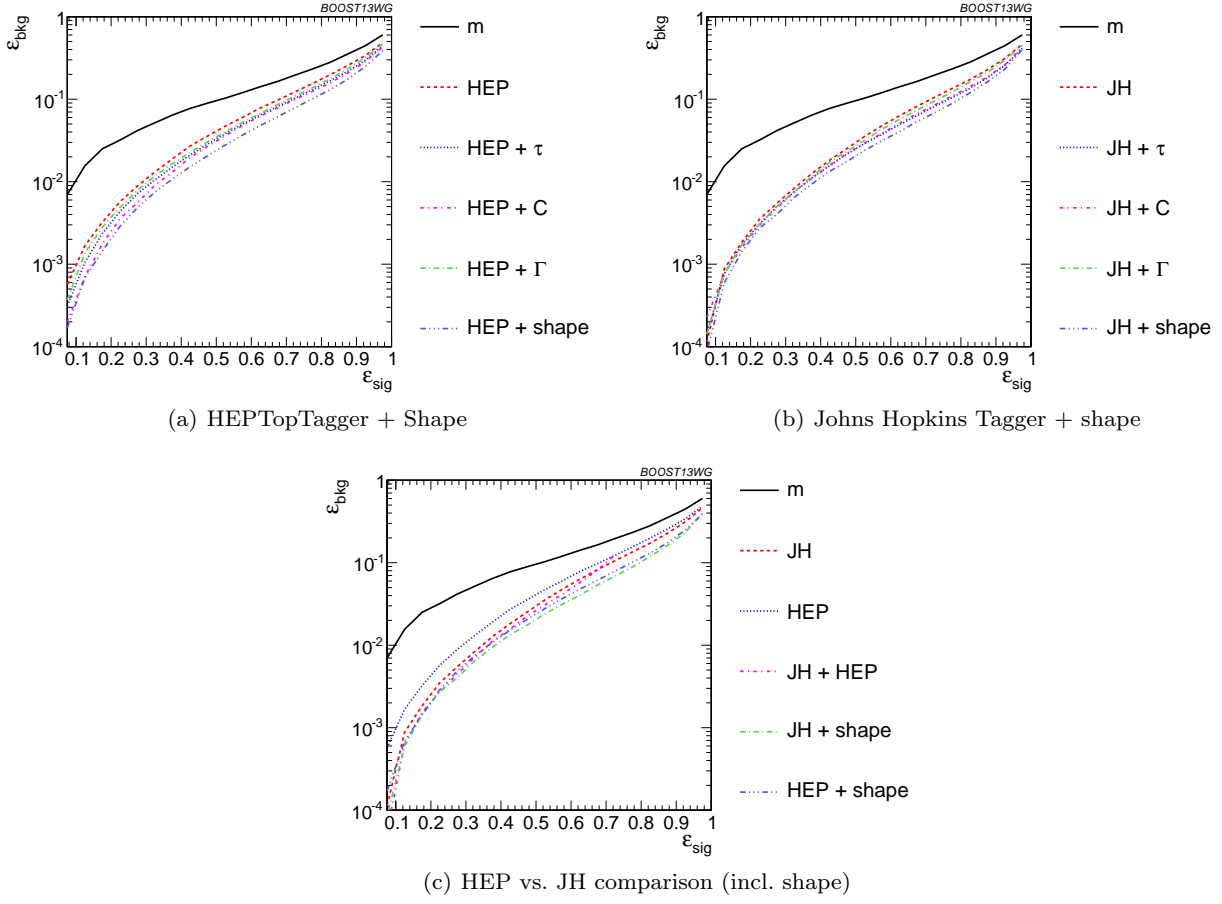 BOOST13WG
ε_bkg
1
10⁻¹
10⁻²
10⁻³
10⁻⁴
0.1 0.2 0.3 0.4 0.5 0.6 0.7 0.8 0.9 1
ε_sig
m
HEP
HEP + τ
HEP + C
HEP + Γ
HEP + shape
(a) HEPTopTagger + Shape
BOOST13WG
ε_bkg
1
10⁻¹
10⁻²
10⁻³
10⁻⁴
0.1 0.2 0.3 0.4 0.5 0.6 0.7 0.8 0.9 1
ε_sig
m
JH
JH + τ
JH + C
JH + Γ
JH + shape
(b) Johns Hopkins Tagger + shape
BOOST13WG
ε_bkg
1
10⁻¹
10⁻²
10⁻³
10⁻⁴
0.1 0.2 0.3 0.4 0.5 0.6 0.7 0.8 0.9 1
ε_sig
m
JH
HEP
JH + HEP
JH + shape
HEP + shape
(c) HEP vs. JH comparison (incl. shape)